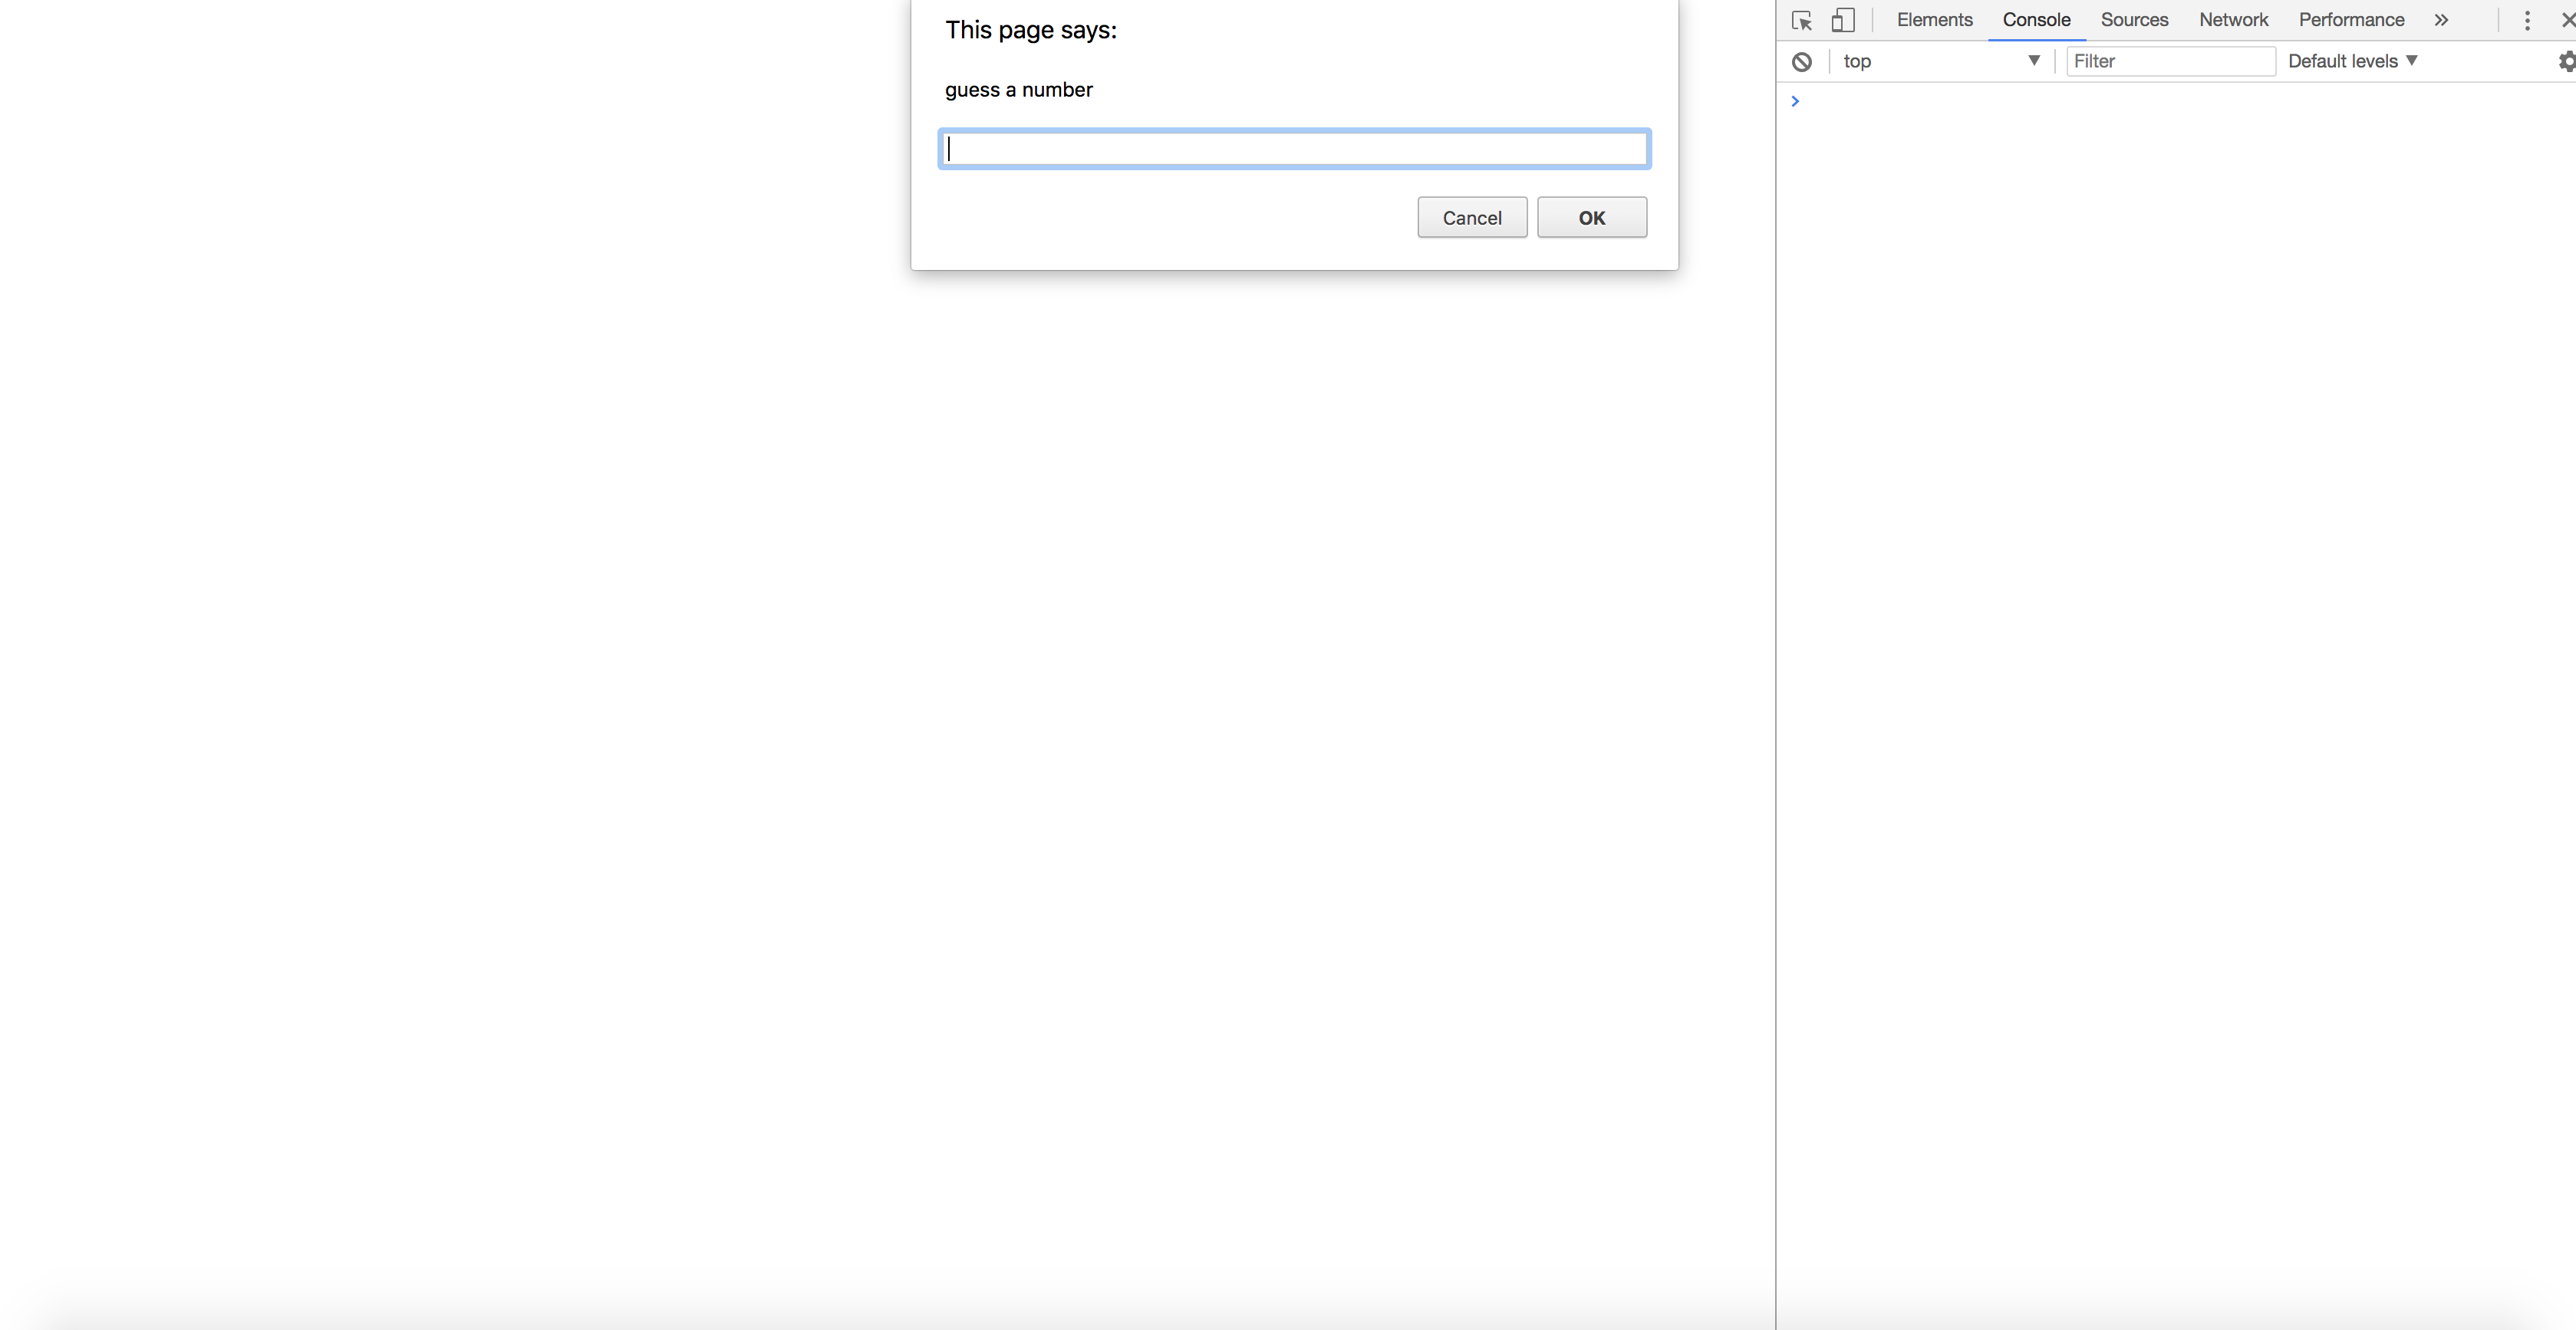 This page says:
guess a number
Cancel OK
Elements Console Sources Network Performance
top Filter Default levels